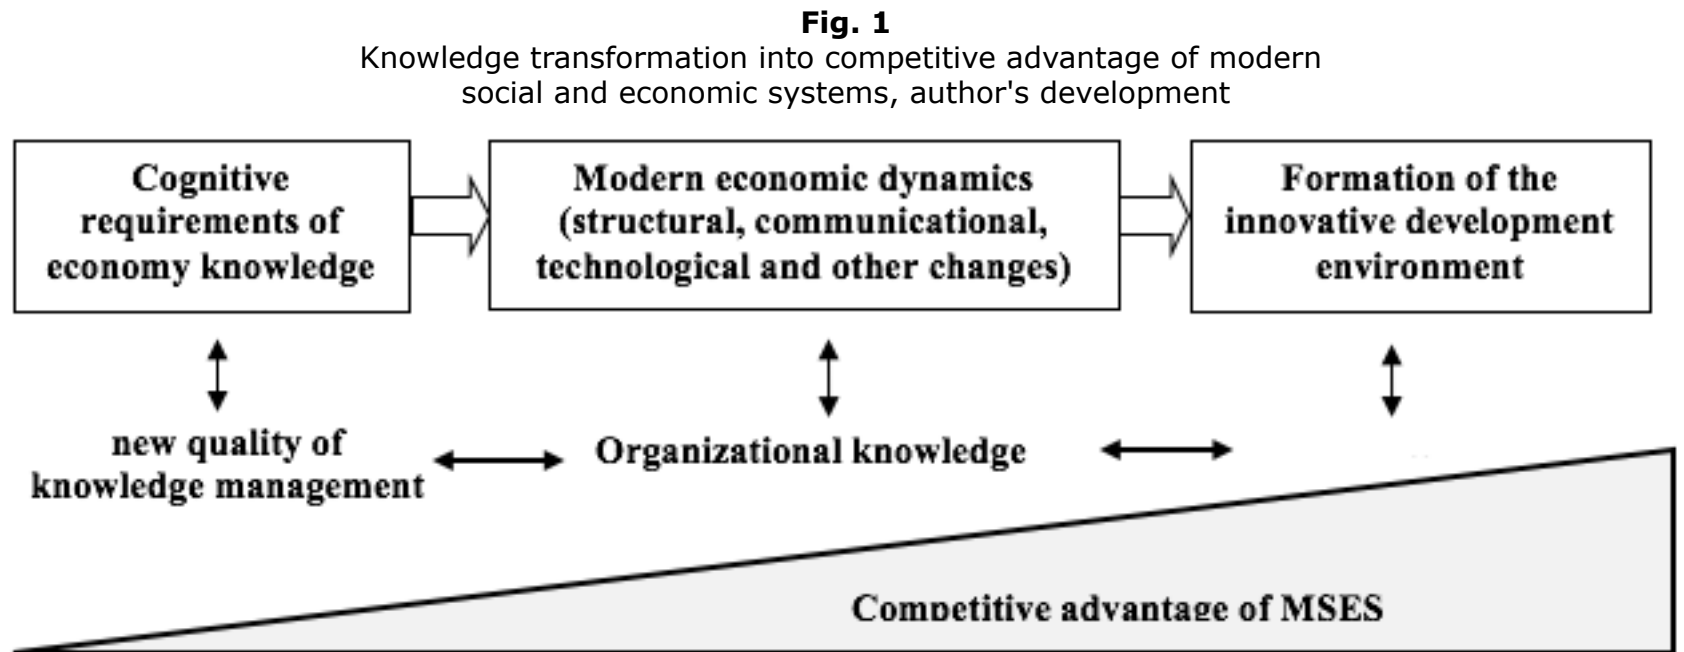 Fig. 1
Knowledge transformation into competitive advantage of modern
social and economic systems, author's development
Cognitive
requirements of
economy knowledge
Modern economic dynamics
(structural, communicational,
technological and other changes)
Formation of the
innovative development
environment
new quality of
knowledge management
Organizational knowledge
Competitive advantage of MSES